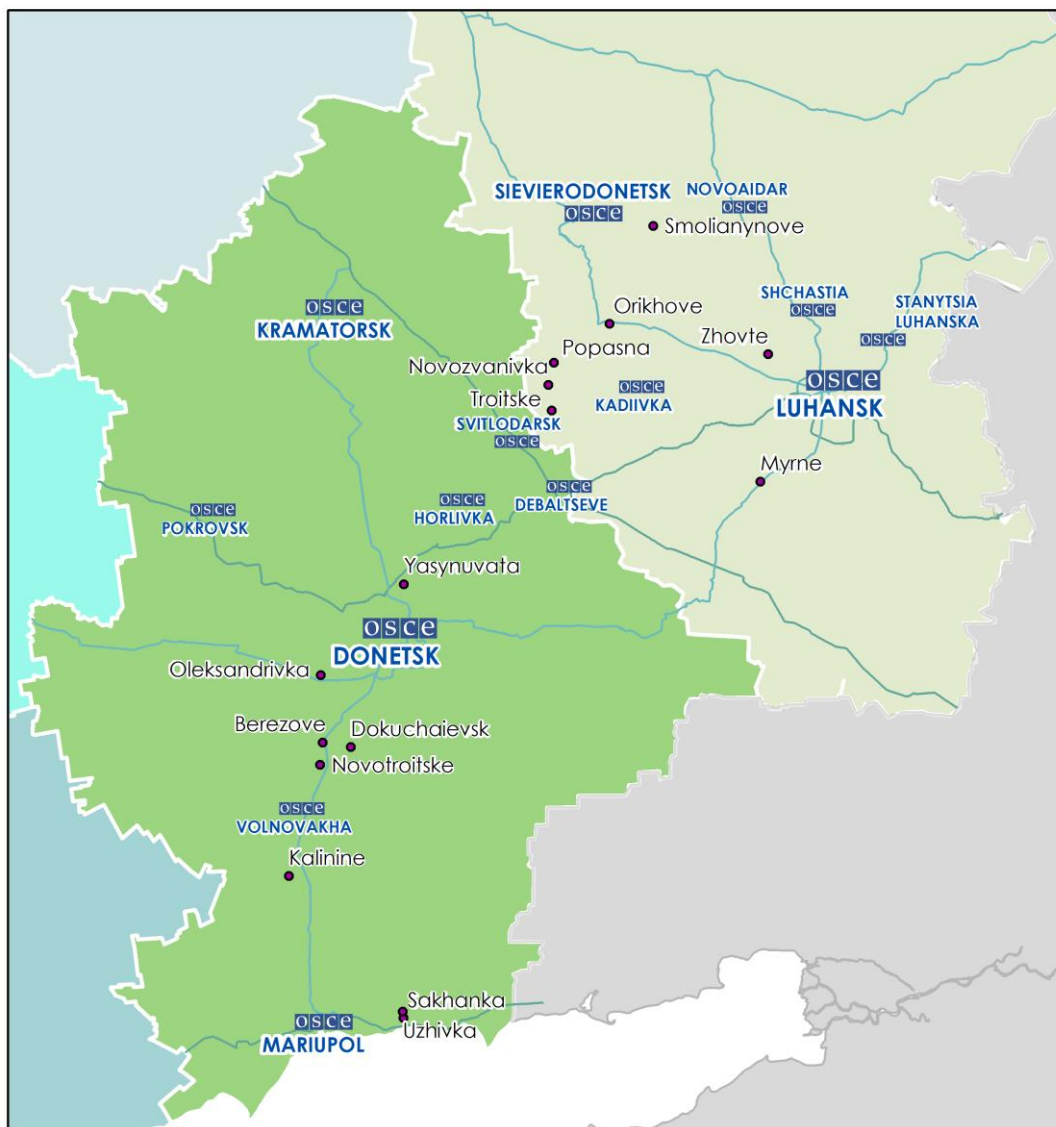 SIEVIERODONETSK
osce
NOVOAIDAR
osce
Smolianynove
osce
KRAMATORSK
Orikhove
SHCHASTIA
osce
STANYTSIA
LUHANSKA
osce
Zhovte
Popasna
Novozvanivka
Troitske
osce
KADIIVKA
osce
LUHANSK
SVITLODARSK
osce
Myrne
osce
DEBALTSEVE
osce
HORLIVKA
osce
POKROVSK
Yasynuvata
osce
DONETSK
Oleksandrivka
Berezove
Dokuchaievsk
Novotroitske
osce
VOLNOVAKHA
Kalinine
Sakhanka
Uzhivka
osce
MARIUPOL